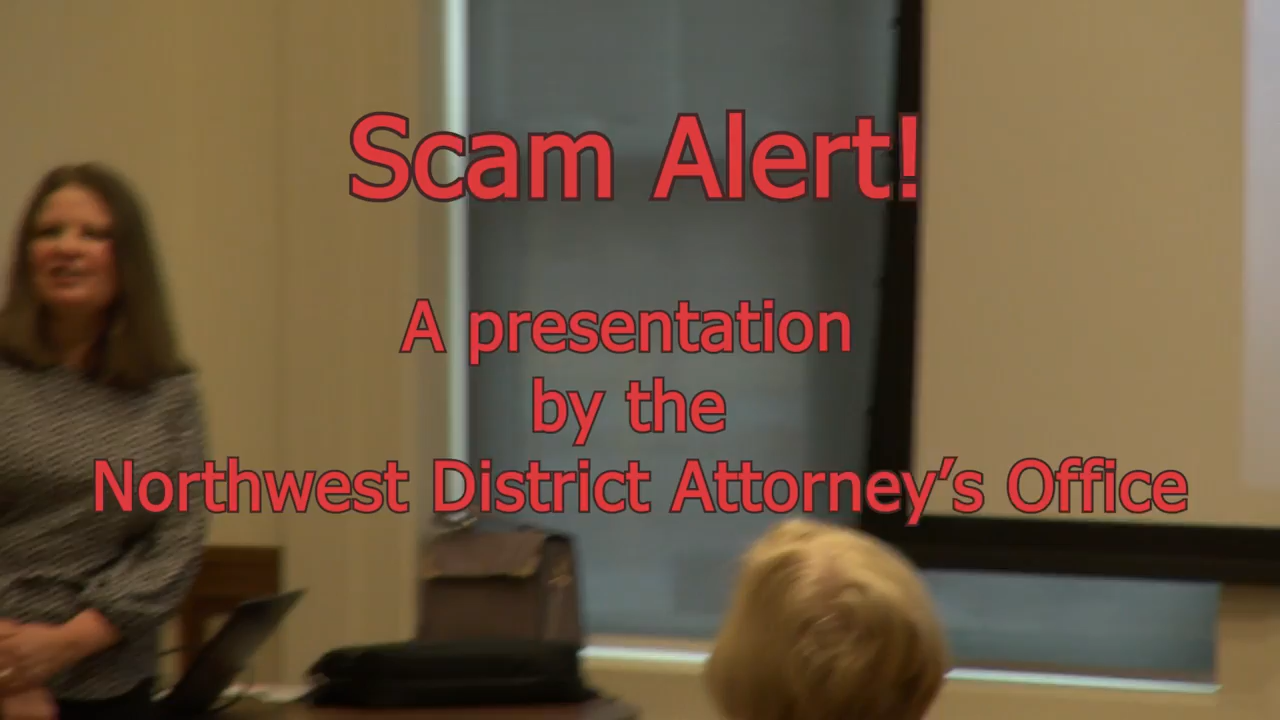 Scam Alert!
A presentation
by the
Northwest District Attorney’s Office